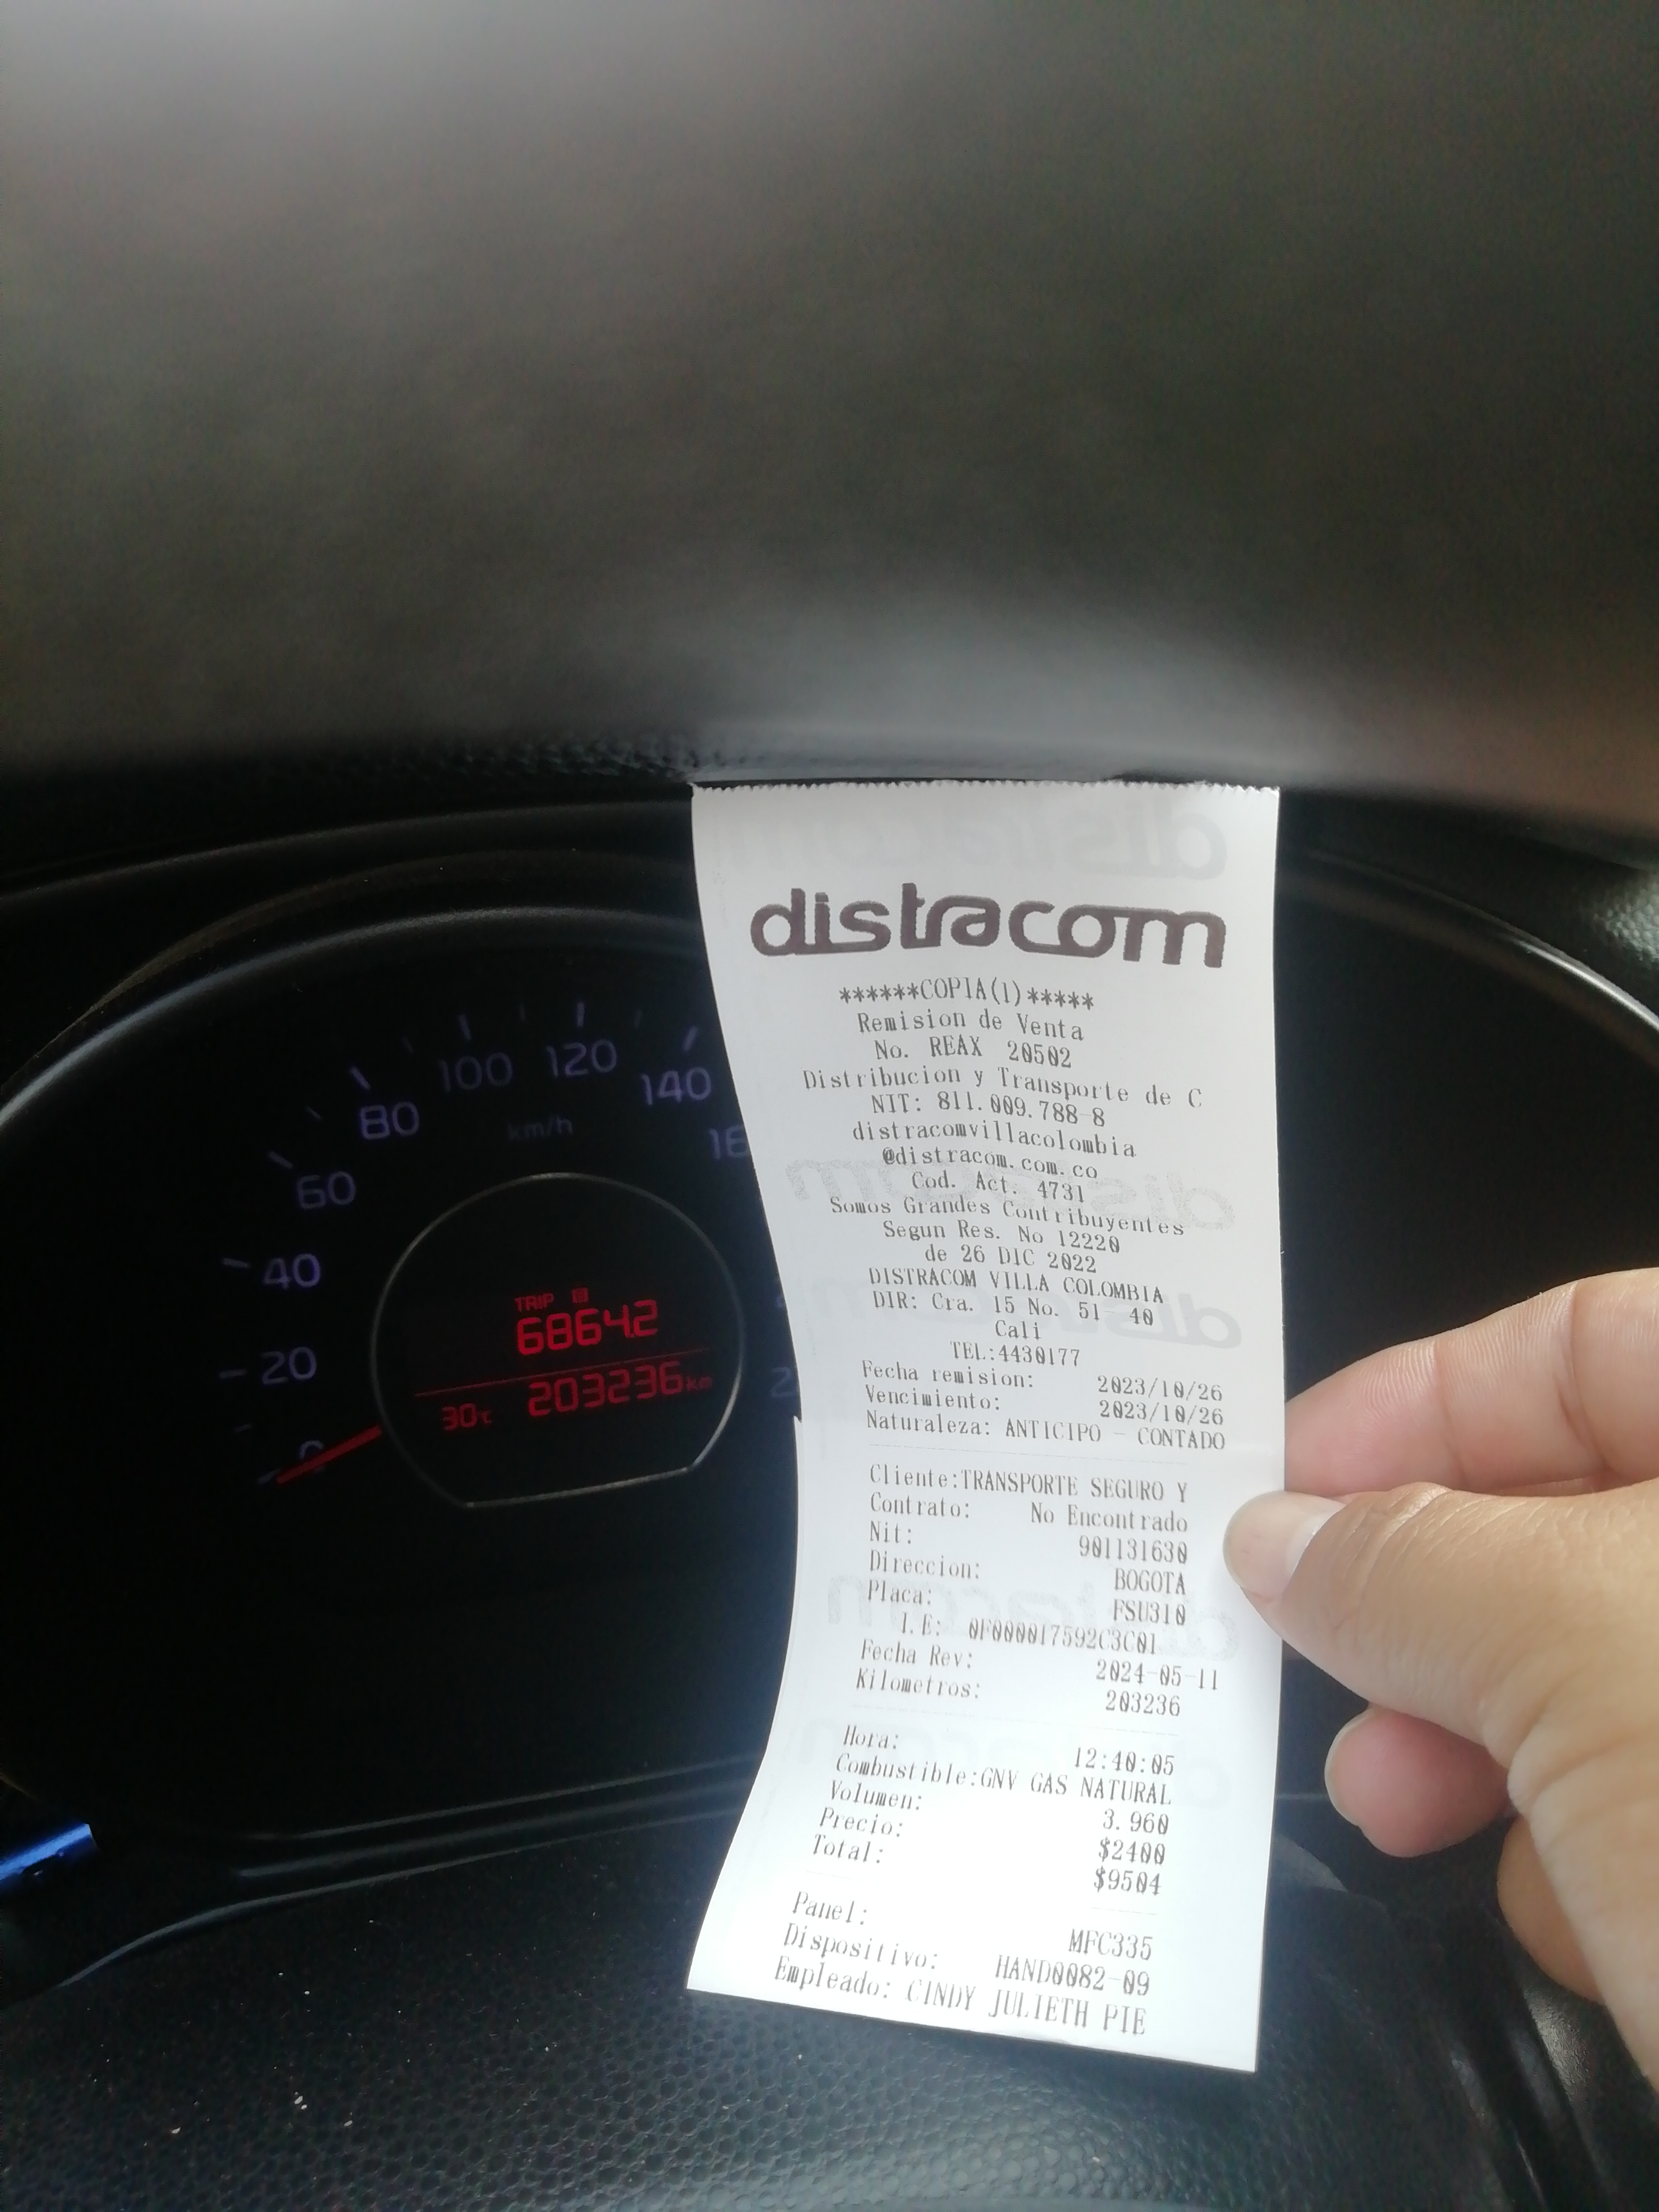 distracom
******COPIA(1)*****
Remision de Venta
No. REAX 20502
Distribucion y Transporte de C
NIT: 811.009.788-8
distracomvillacolombia
@distracom.com.co
Cod. Act. 4731
Somos Grandes Contribuyentes
Segun Res. No 12220
de 26 DIC 2022
DISTRACOM VILLA COLOMBIA
DIR: Cra. 15 No. 51 40
Cali
TEL:4430177
Fecha remision: 2023/10/26
Vencimiento: 2023/10/26
Naturaleza: ANTICIPO - CONTADO
Cliente:TRANSPORTE SEGURO Y
Contrato: No Encontrado
Nit: 901131630
Direccion: BOGOTA
Placa: FSU310
I.E: 0F000017592C3C01
Fecha Rev: 2024-05-11
Kilometros: 203236
Hora: 12:40:05
Combustible:GNV GAS NATURAL
Volumen: 3.960
Precio: $2400
Total: $9504
Panel: MFC335
Dispositivo: HAND0082-09
Empleado: CINDY JULIETH PIE
0
20
40
60
80
100
120
140
km/h
TRIP B
6864.2
30°C 203236km